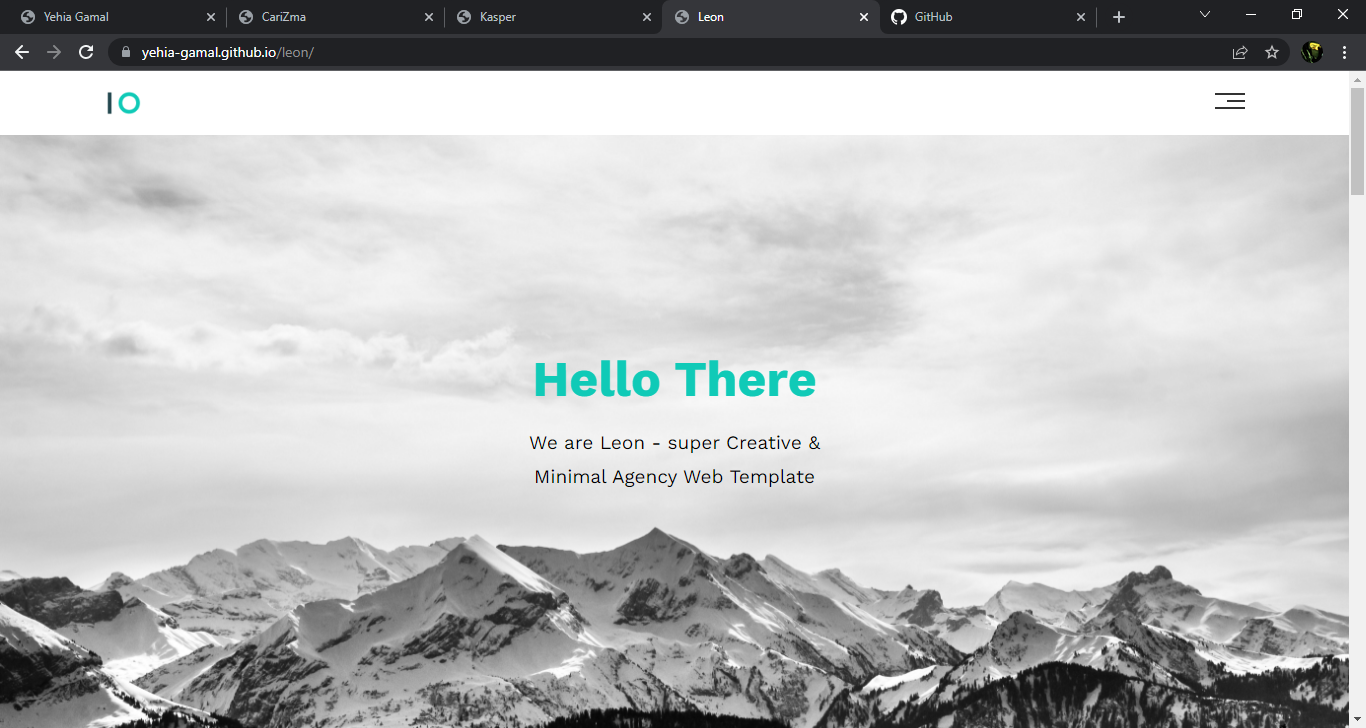 Yehia Gamal
CariZma
Kasper
Leon
GitHub
yehia-gamal.github.io/leon/
IO
Hello There
We are Leon - super Creative &
Minimal Agency Web Template